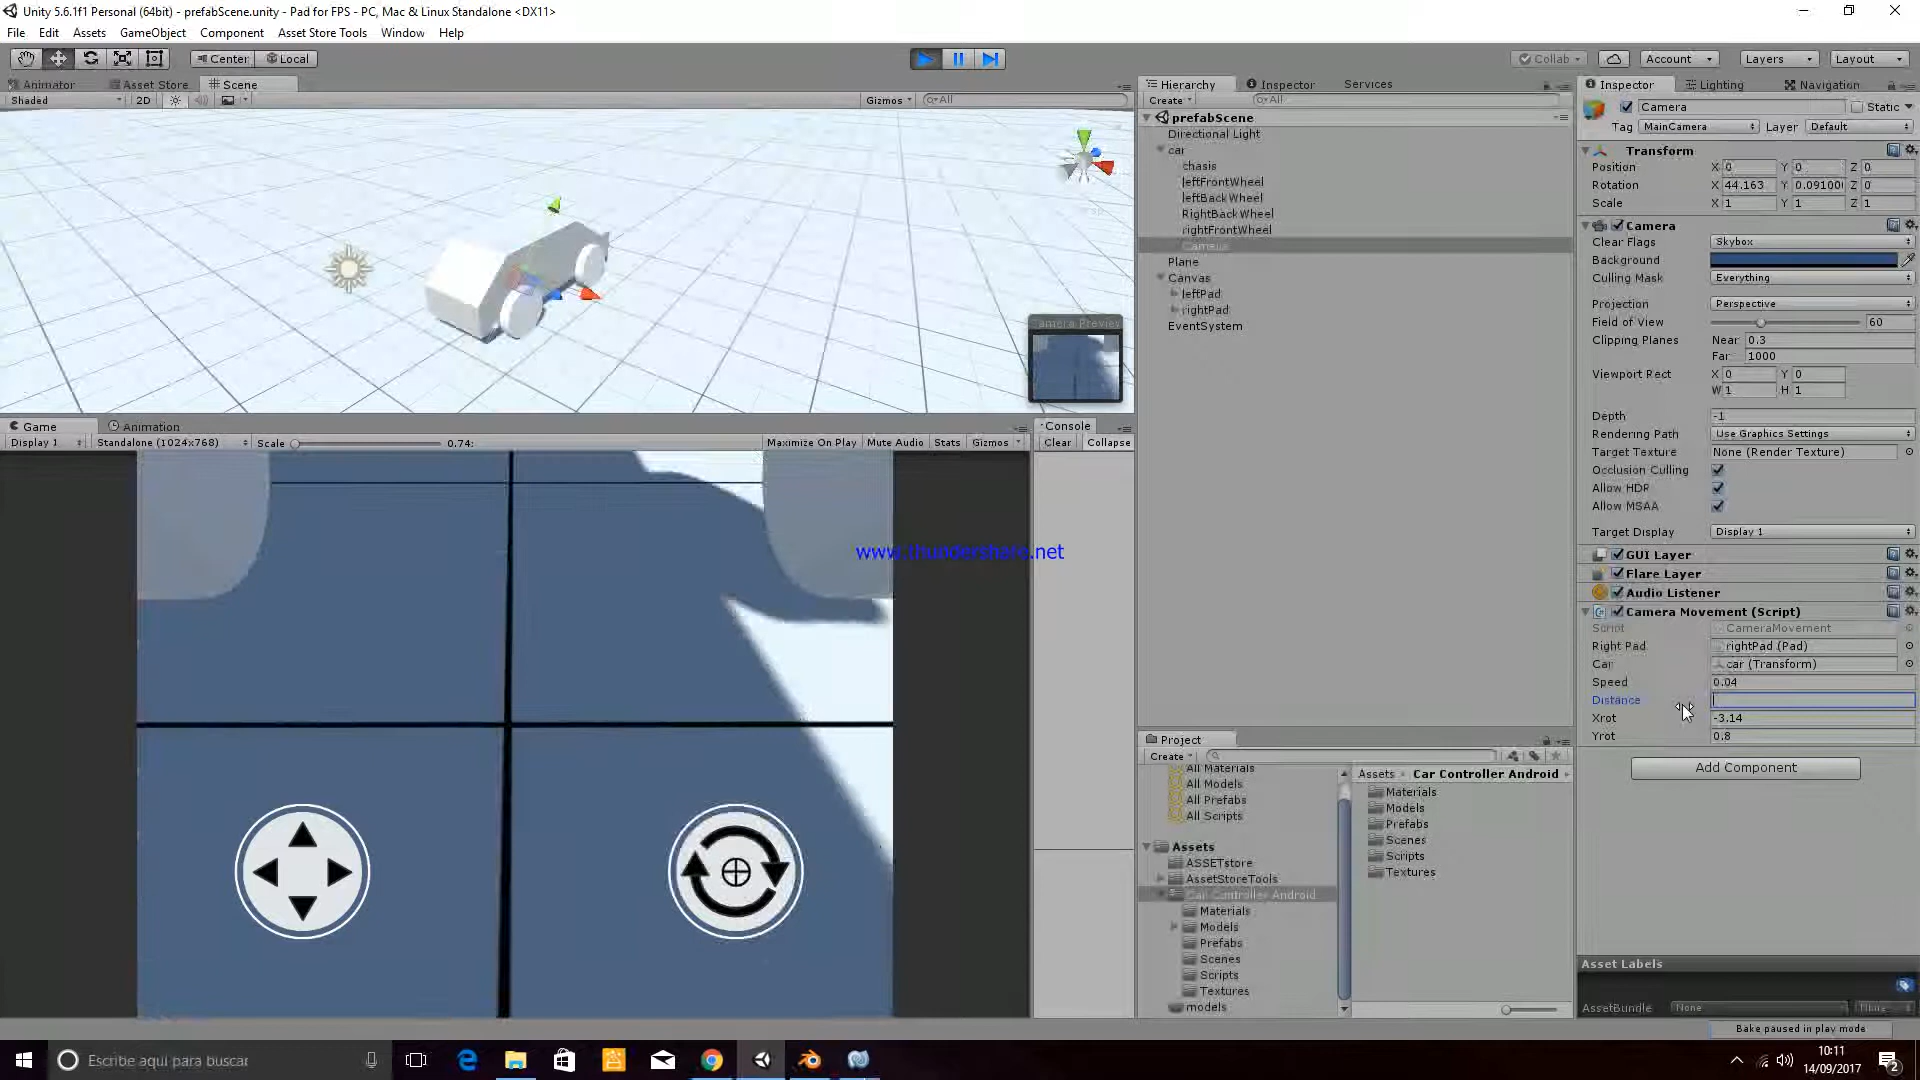 Unity 5.6.1f1 Personal (64bit) - prefabScene.unity - Pad for FPS - PC, Mac & Linux Standalone <DX11>
File Edit Assets GameObject Component Asset Store Tools Window Help
Center Local Collab Account Layers Layout
Animator Asset Store Scene
Shaded 2D Gizmos All
Camera Preview
Game Animation
Display 1 Standalone (1024x768) Scale 0.74: Maximize On Play Mute Audio Stats Gizmos
Console
Clear Collapse
www.thundershare.net
Hierarchy Inspector Services
Create All
prefabScene
Directional Light
car
chasis
leftFrontWheel
leftBackWheel
RightBackWheel
rightFrontWheel
Camera
Plane
Canvas
leftPad
rightPad
EventSystem
Project
Create
All Materials
All Models
All Prefabs
All Scripts
Assets
ASSETstore
AssetStoreTools
Car Controller Android
Materials
Models
Prefabs
Scenes
Scripts
Textures
models
Assets Car Controller Android
Materials
Models
Prefabs
Scenes
Scripts
Textures
Inspector Lighting Navigation
Camera Static
Tag MainCamera Layer Default
Transform
Position X 0 Y 0 Z 0
Rotation X 44.163 Y 0.09100 Z 0
Scale X 1 Y 1 Z 1
Camera
Clear Flags Skybox
Background
Culling Mask Everything
Projection Perspective
Field of View 60
Clipping Planes Near 0.3
Far 1000
Viewport Rect X 0 Y 0
W 1 H 1
Depth -1
Rendering Path Use Graphics Settings
Target Texture None (Render Texture)
Occlusion Culling
Allow HDR
Allow MSAA
Target Display Display 1
GUI Layer
Flare Layer
Audio Listener
Camera Movement (Script)
Script CameraMovement
Right Pad rightPad (Pad)
Car car (Transform)
Speed 0.04
Distance
Xrot -3.14
Yrot 0.8
Add Component
Asset Labels
AssetBundle None
Bake paused in play mode
Escribe aquí para buscar
10:11
14/09/2017
2